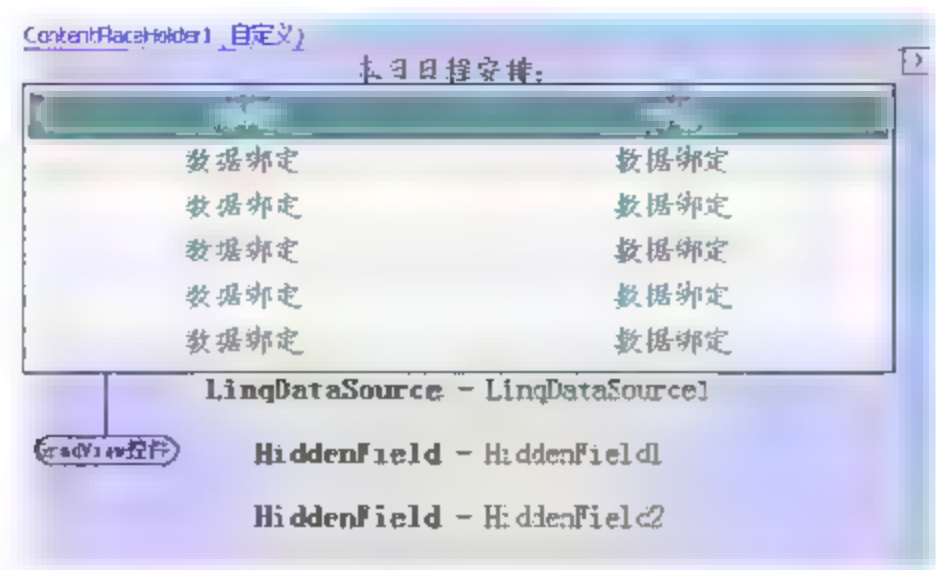 ContentPlaceHolder1 (自定义)
本日日程安排:
数据绑定 数据绑定
数据绑定 数据绑定
数据绑定 数据绑定
数据绑定 数据绑定
数据绑定 数据绑定
LinqDataSource - LinqDataSource1
GridView控件
HiddenField - HiddenField1
HiddenField - HiddenField2